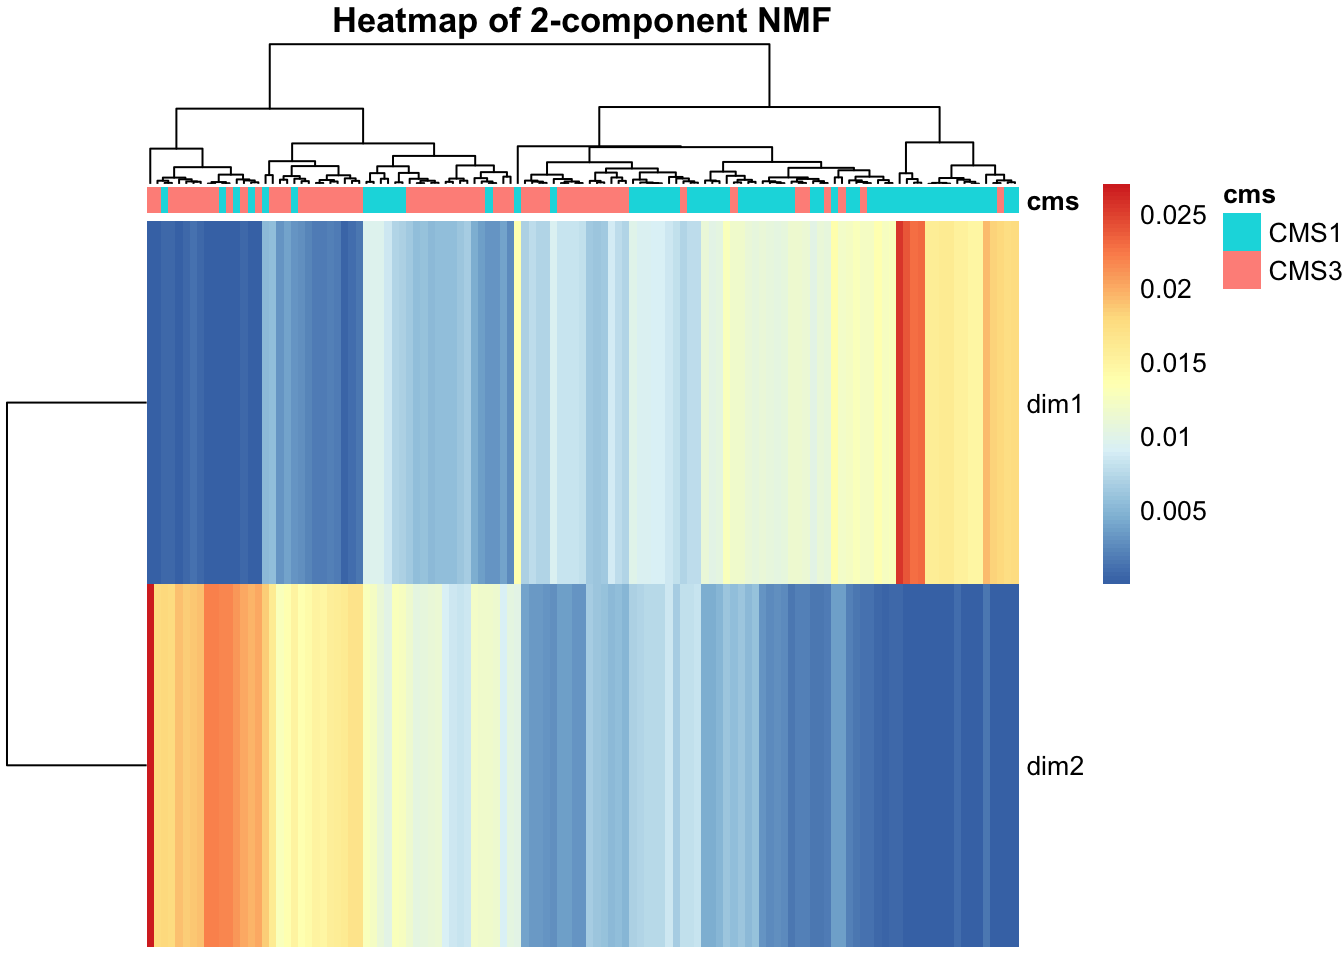 Heatmap of 2-component NMF
cms
dim1
dim2
0.025
0.02
0.015
0.01
0.005
cms
CMS1
CMS3